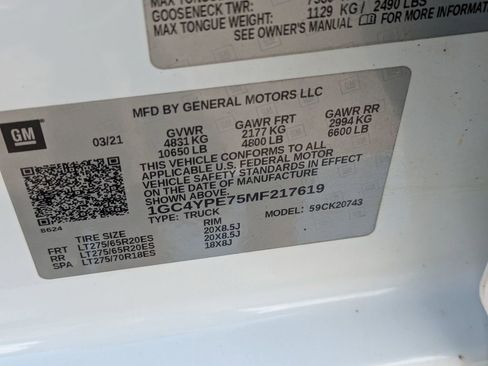 GOOSENECK TWR:
MAX TONGUE WEIGHT: 1129 KG / 2490 LBS
SEE OWNER'S MANUAL FOR MORE INFORMATION
MFD BY GENERAL MOTORS LLC
GM
03/21
GVWR GAWR FRT GAWR RR
4831 KG 2177 KG 2994 KG
10650 LB 4800 LB 6600 LB
THIS VEHICLE CONFORMS TO ALL
APPLICABLE U.S. FEDERAL MOTOR
VEHICLE SAFETY STANDARDS IN EFFECT
ON THE DATE OF MANUFACTURE
SHOWN ABOVE.
1GC4YPE75MF217619
TYPE: TRUCK MODEL: 59CK20743
8624
TIRE SIZE RIM
FRT LT275/65R20ES 20X8.5J
RR LT275/65R20ES 20X8.5J
SPA LT275/70R18ES 18X8J